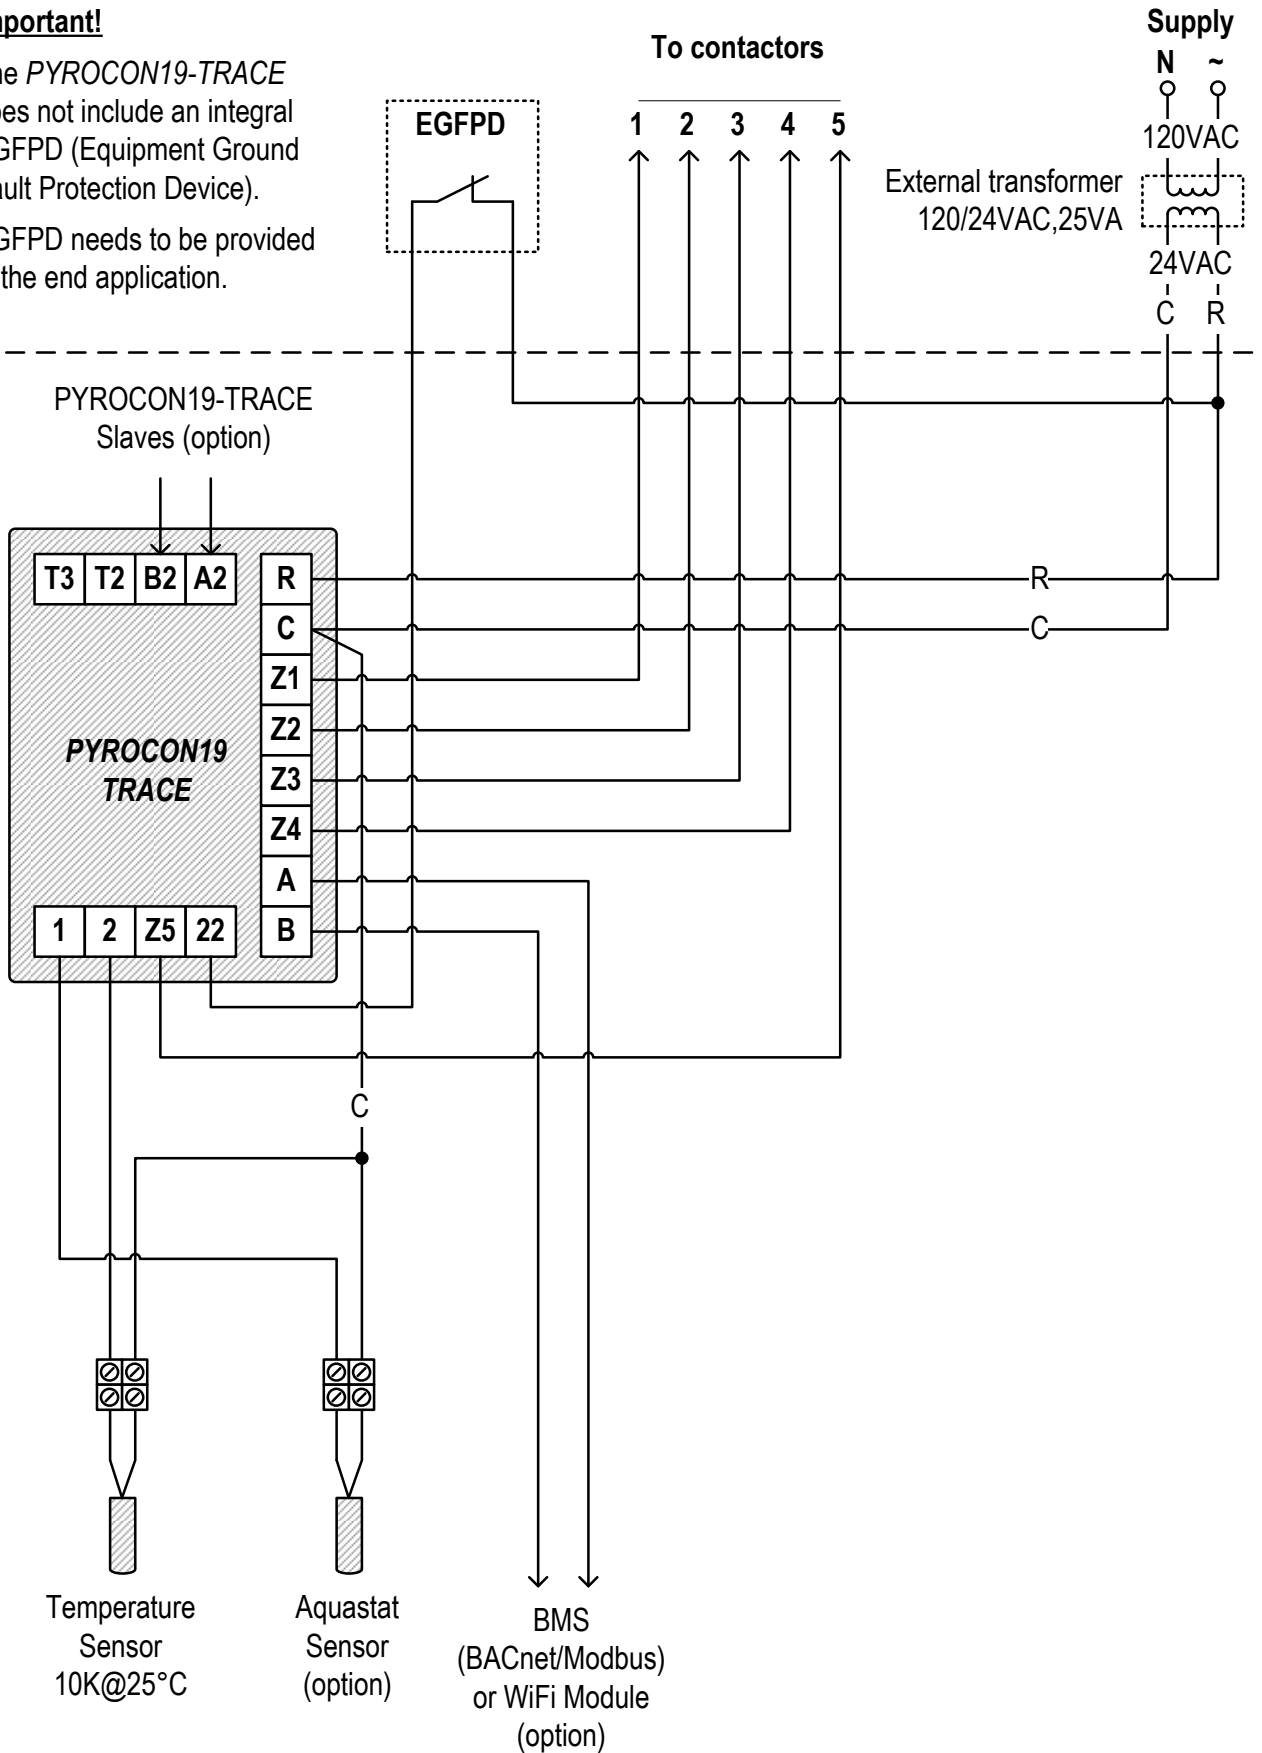 mportant!
ne PYROCON19-TRACE
oes not include an integral
GFPD (Equipment Ground
ault Protection Device).
GFPD needs to be provided
the end application.
EGFPD
To contactors
1 2 3 4 5
Supply
N ~
120VAC
External transformer
120/24VAC,25VA
24VAC
C R
PYROCON19-TRACE
Slaves (option)
T3 T2 B2 A2
R
C
Z1
Z2
Z3
Z4
A
B
PYROCON19
TRACE
1 2 Z5 22
R
C
C
Temperature
Sensor
10K@25°C
Aquastat
Sensor
(option)
BMS
(BACnet/Modbus)
or WiFi Module
(option)